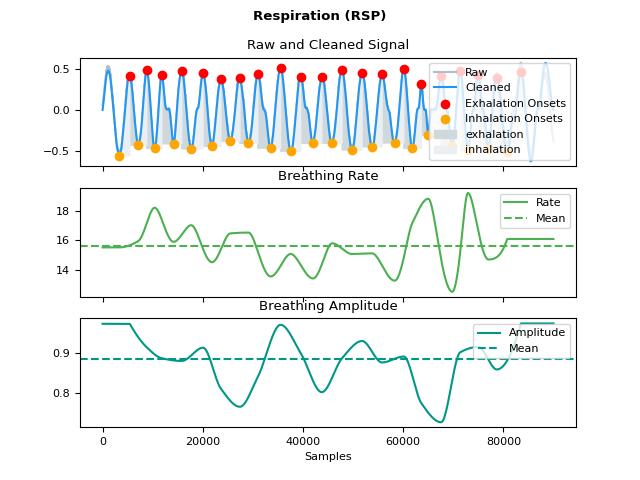 Respiration (RSP)
Raw and Cleaned Signal
0.5
0.0
−0.5
Raw
Cleaned
Exhalation Onsets
Inhalation Onsets
exhalation
inhalation
Breathing Rate
18
16
14
Rate
Mean
Breathing Amplitude
0.9
0.8
Amplitude
Mean
0 20000 40000 60000 80000
Samples